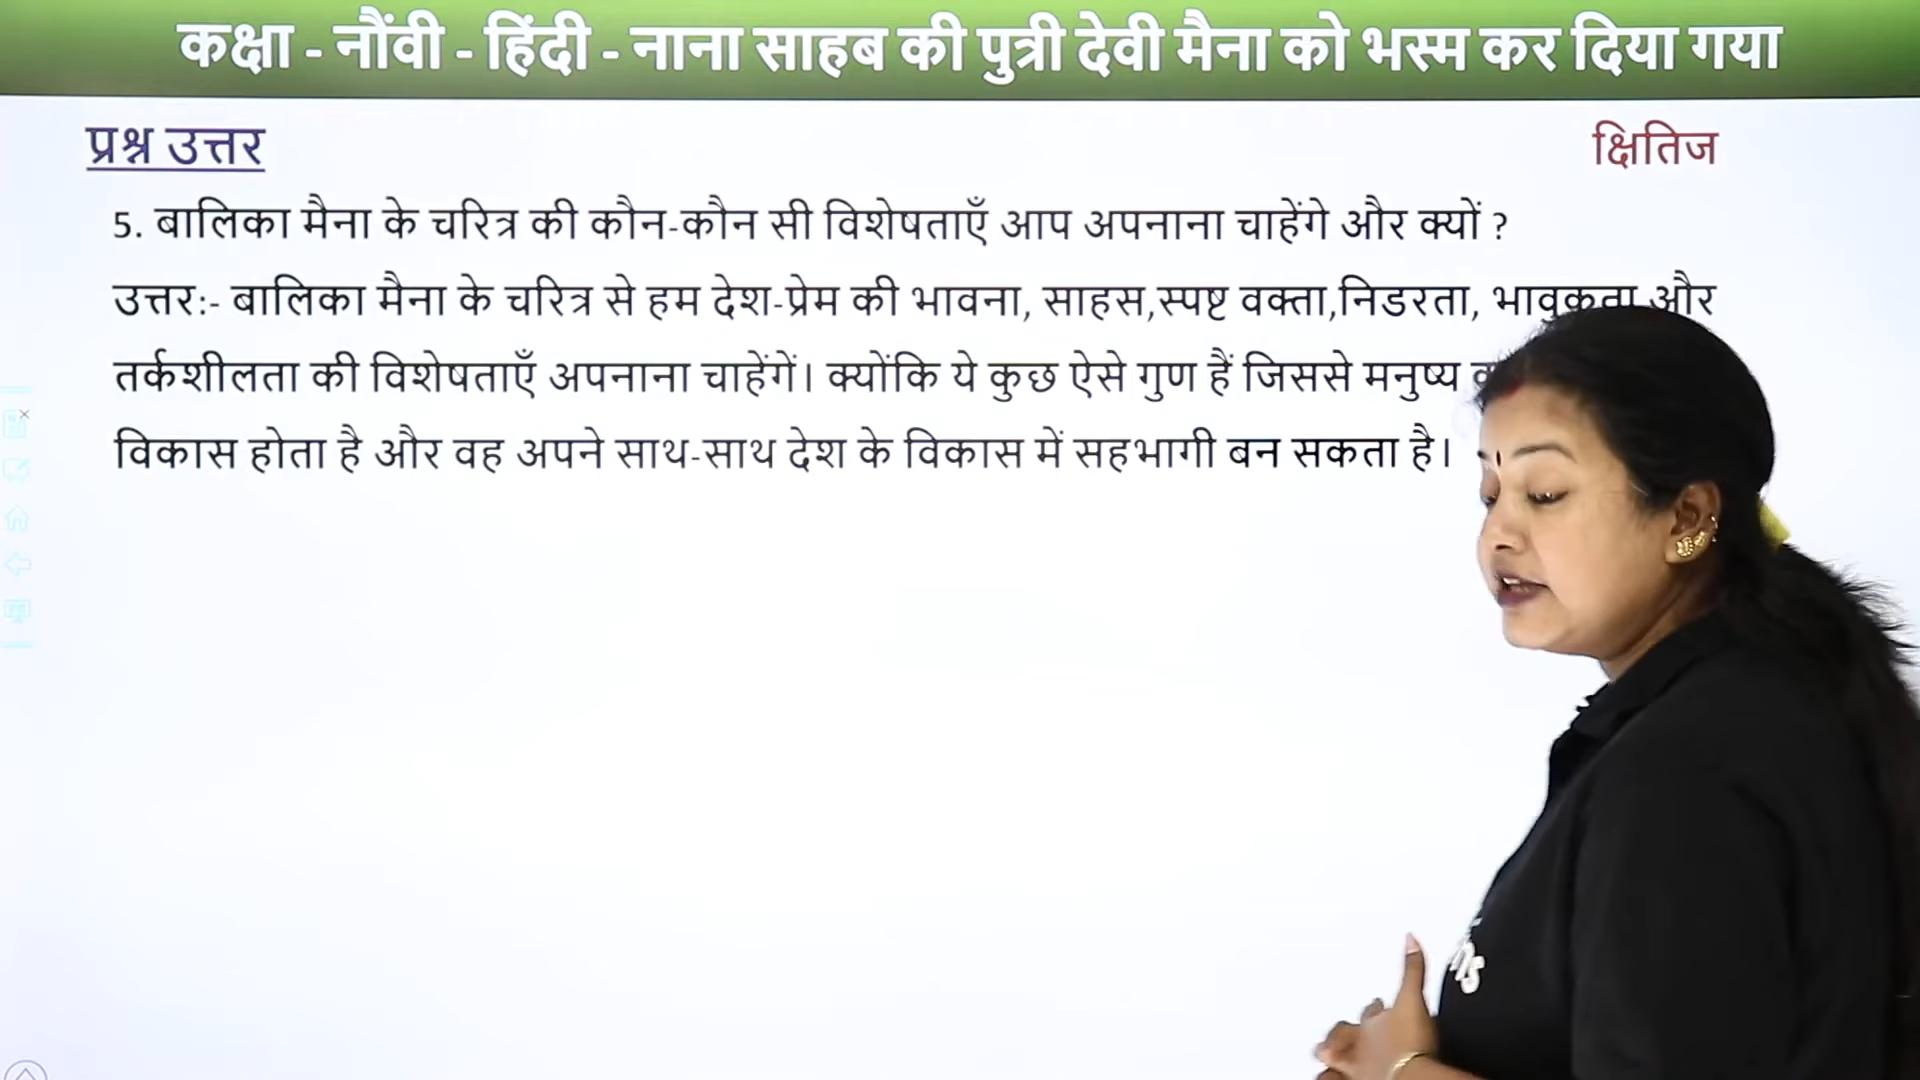 कक्षा - नौंवी - हिंदी - नाना साहब की पुत्री देवी मैना को भस्म कर दिया गया
प्रश्न उत्तर
क्षितिज
5. बालिका मैना के चरित्र की कौन-कौन सी विशेषताएँ आप अपनाना चाहेंगे और क्यों ?
उत्तर:- बालिका मैना के चरित्र से हम देश-प्रेम की भावना, साहस,स्पष्ट वक्ता,निडरता, भावुकता और
तर्कशीलता की विशेषताएँ अपनाना चाहेंगें। क्योंकि ये कुछ ऐसे गुण हैं जिससे मनुष्य
विकास होता है और वह अपने साथ-साथ देश के विकास में सहभागी बन सकता है।